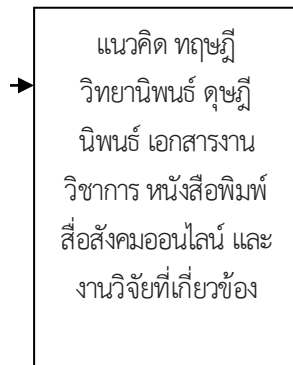 แนวคิด ทฤษฎี
วิทยานิพนธ์ ดุษฎี
นิพนธ์ เอกสารงาน
วิชาการ หนังสือพิมพ์
สื่อสังคมออนไลน์ และ
งานวิจัยที่เกี่ยวข้อง